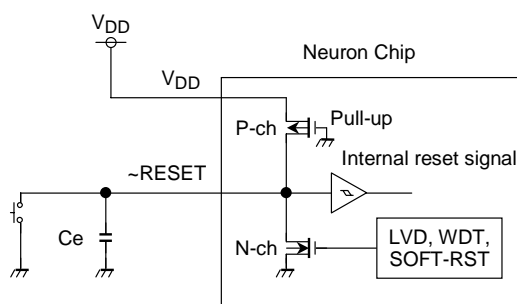 VDD
Neuron Chip
VDD
P-ch
Pull-up
Internal reset signal
~RESET
Ce
N-ch
LVD, WDT,
SOFT-RST